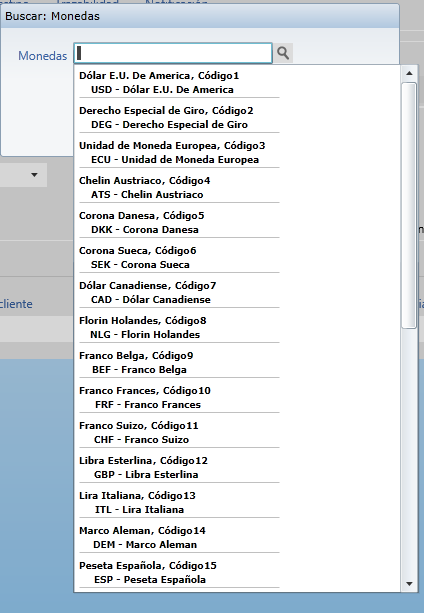 Trazabilidad Notificación
Buscar: Monedas
Monedas
Dólar E.U. De America, Código1
USD - Dólar E.U. De America
Derecho Especial de Giro, Código2
DEG - Derecho Especial de Giro
Unidad de Moneda Europea, Código3
ECU - Unidad de Moneda Europea
Chelin Austriaco, Código4
ATS - Chelin Austriaco
Corona Danesa, Código5
DKK - Corona Danesa
Corona Sueca, Código6
SEK - Corona Sueca
Dólar Canadiense, Código7
CAD - Dólar Canadiense
cliente
Florin Holandes, Código8
NLG - Florin Holandes
Franco Belga, Código9
BEF - Franco Belga
Franco Frances, Código10
FRF - Franco Frances
Franco Suizo, Código11
CHF - Franco Suizo
Libra Esterlina, Código12
GBP - Libra Esterlina
Lira Italiana, Código13
ITL - Lira Italiana
Marco Aleman, Código14
DEM - Marco Aleman
Peseta Española, Código15
ESP - Peseta Española